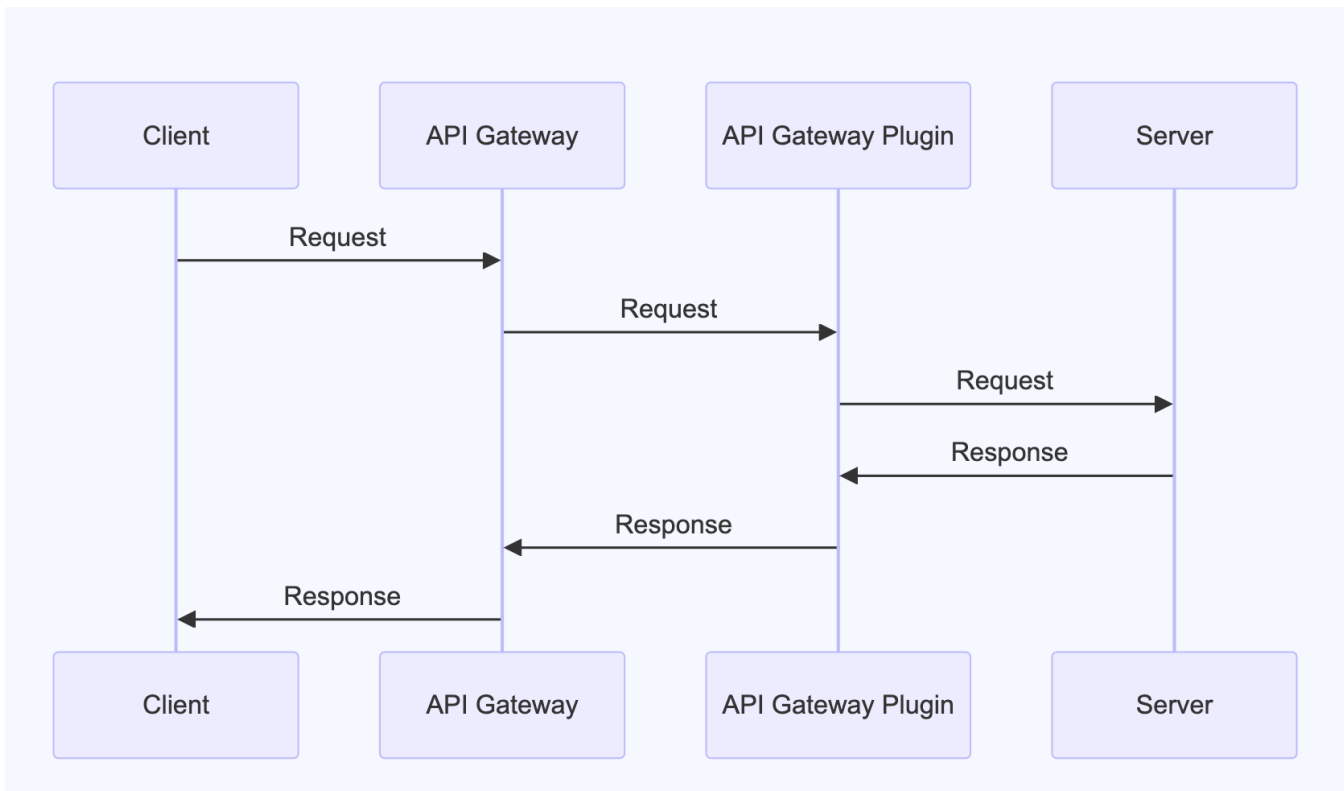 Client
API Gateway
API Gateway Plugin
Server
Request
Request
Request
Response
Response
Response
Client
API Gateway
API Gateway Plugin
Server